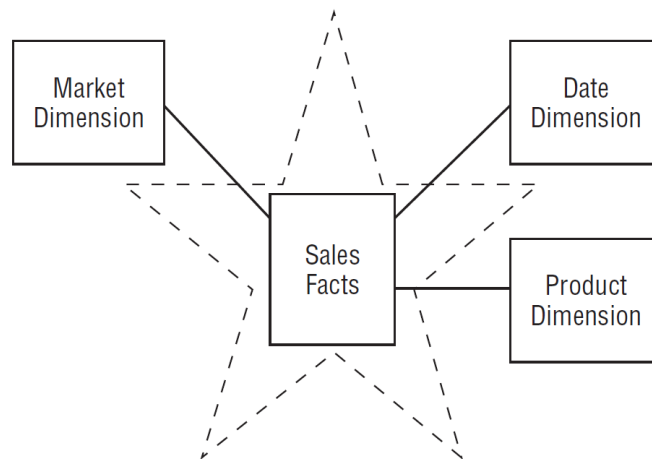 Market
Dimension
Date
Dimension
Sales
Facts
Product
Dimension